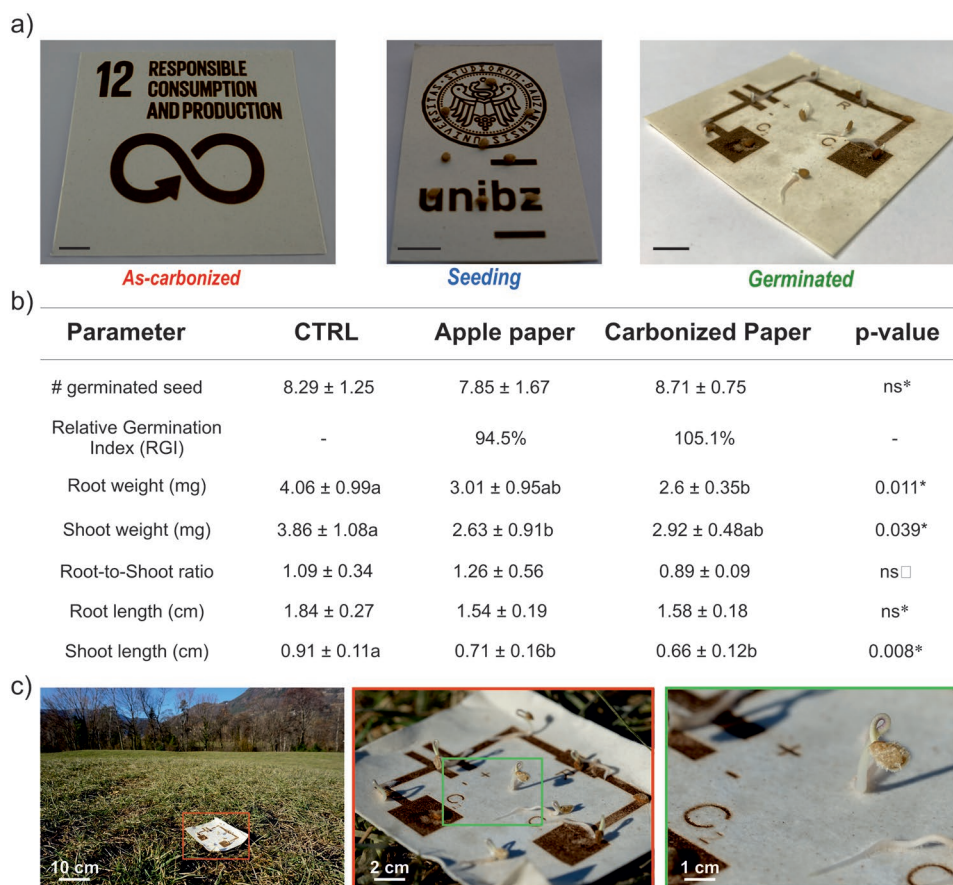 a)
12 RESPONSIBLE
CONSUMPTION
AND PRODUCTION
STUDIORUM · BAUZANENSIS · UNIVERSITAS ·
unibz
R
C
C
+
-
As-carbonized
Seeding
Germinated
b)
Parameter CTRL Apple paper Carbonized Paper p-value
# germinated seed 8.29 ± 1.25 7.85 ± 1.67 8.71 ± 0.75 ns*
Relative Germination
Index (RGI) - 94.5% 105.1% -
Root weight (mg) 4.06 ± 0.99a 3.01 ± 0.95ab 2.6 ± 0.35b 0.011*
Shoot weight (mg) 3.86 ± 1.08a 2.63 ± 0.91b 2.92 ± 0.48ab 0.039*
Root-to-Shoot ratio 1.09 ± 0.34 1.26 ± 0.56 0.89 ± 0.09 ns□
Root length (cm) 1.84 ± 0.27 1.54 ± 0.19 1.58 ± 0.18 ns*
Shoot length (cm) 0.91 ± 0.11a 0.71 ± 0.16b 0.66 ± 0.12b 0.008*
c)
10 cm
+
-
C
2 cm
+
-
C
1 cm